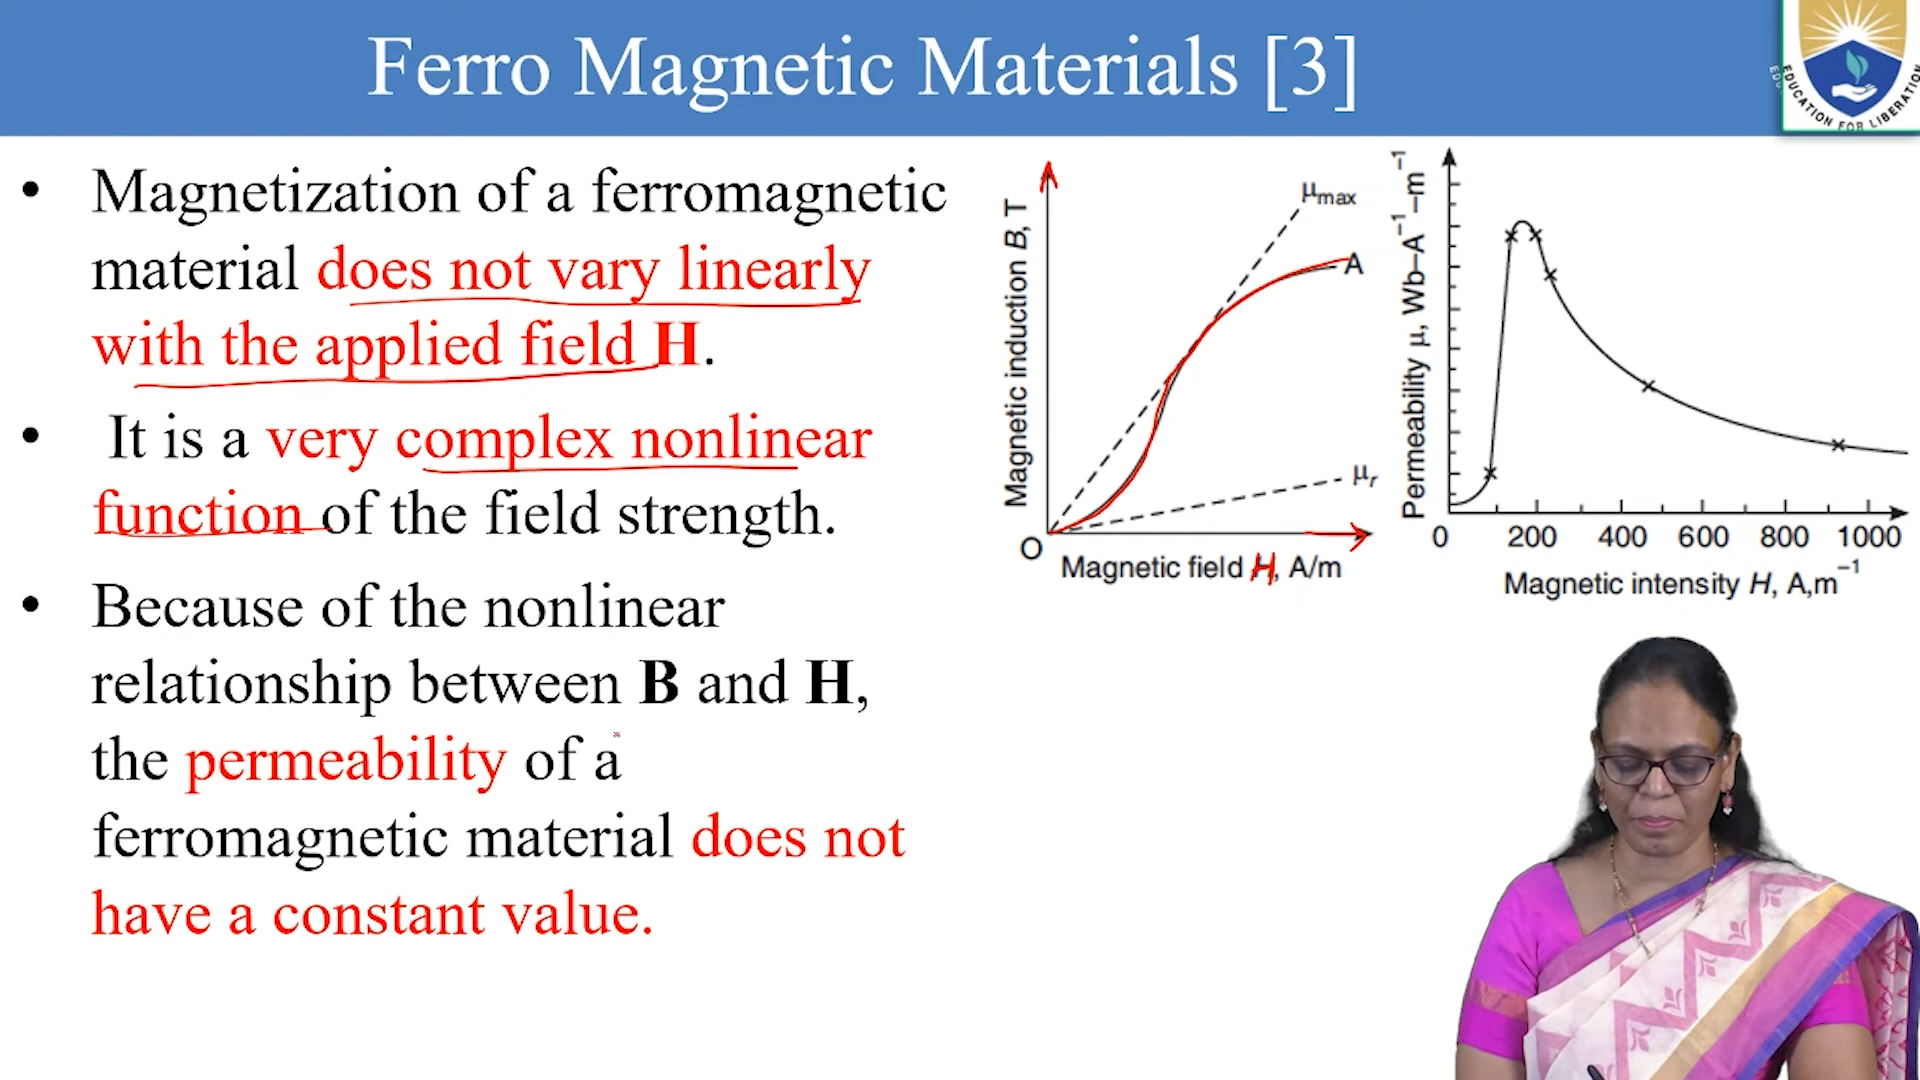 Ferro Magnetic Materials [3]
EDUCATION FOR LIBERATION
• Magnetization of a ferromagnetic
material does not vary linearly
with the applied field H.
• It is a very complex nonlinear
function of the field strength.
• Because of the nonlinear
relationship between B and H,
the permeability of a
ferromagnetic material does not
have a constant value.
Magnetic induction B, T
μmax
A
μr
O
Magnetic field H, A/m
Permeability μ, Wb–A⁻¹–m⁻¹
0 200 400 600 800 1000
Magnetic intensity H, A,m⁻¹